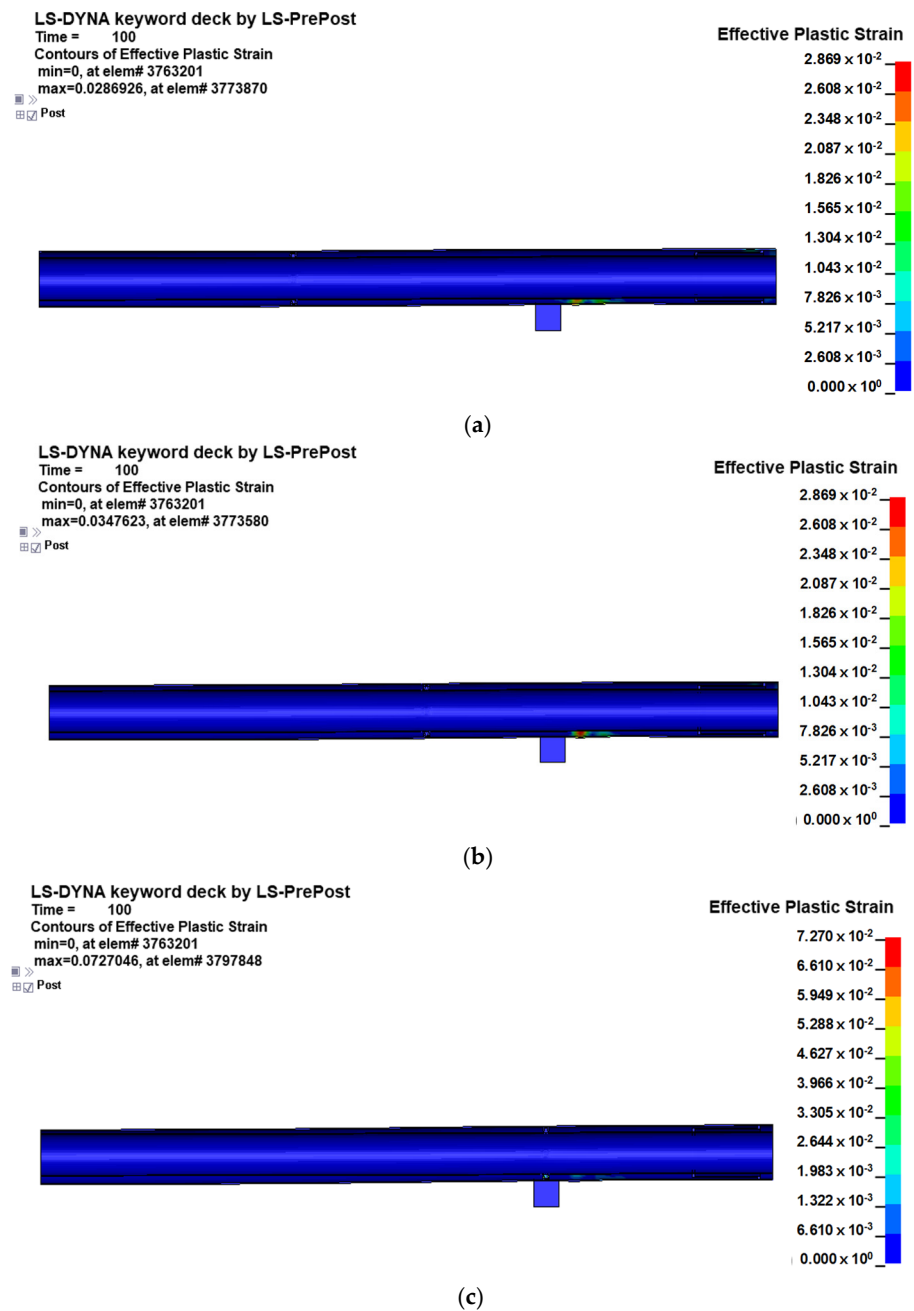 LS-DYNA keyword deck by LS-PrePost
Time = 100
Contours of Effective Plastic Strain
min=0, at elem# 3763201
max=0.0286926, at elem# 3773870
Post
Effective Plastic Strain
2.869 x 10-2
2.608 x 10-2
2.348 x 10-2
2.087 x 10-2
1.826 x 10-2
1.565 x 10-2
1.304 x 10-2
1.043 x 10-2
7.826 x 10-3
5.217 x 10-3
2.608 x 10-3
0.000 x 100
(a)
LS-DYNA keyword deck by LS-PrePost
Time = 100
Contours of Effective Plastic Strain
min=0, at elem# 3763201
max=0.0347623, at elem# 3773580
Post
Effective Plastic Strain
2.869 x 10-2
2.608 x 10-2
2.348 x 10-2
2.087 x 10-2
1.826 x 10-2
1.565 x 10-2
1.304 x 10-2
1.043 x 10-2
7.826 x 10-3
5.217 x 10-3
2.608 x 10-3
0.000 x 100
(b)
LS-DYNA keyword deck by LS-PrePost
Time = 100
Contours of Effective Plastic Strain
min=0, at elem# 3763201
max=0.0727046, at elem# 3797848
Post
Effective Plastic Strain
7.270 x 10-2
6.610 x 10-2
5.949 x 10-2
5.288 x 10-2
4.627 x 10-2
3.966 x 10-2
3.305 x 10-2
2.644 x 10-2
1.983 x 10-3
1.322 x 10-3
6.610 x 10-3
0.000 x 100
(c)